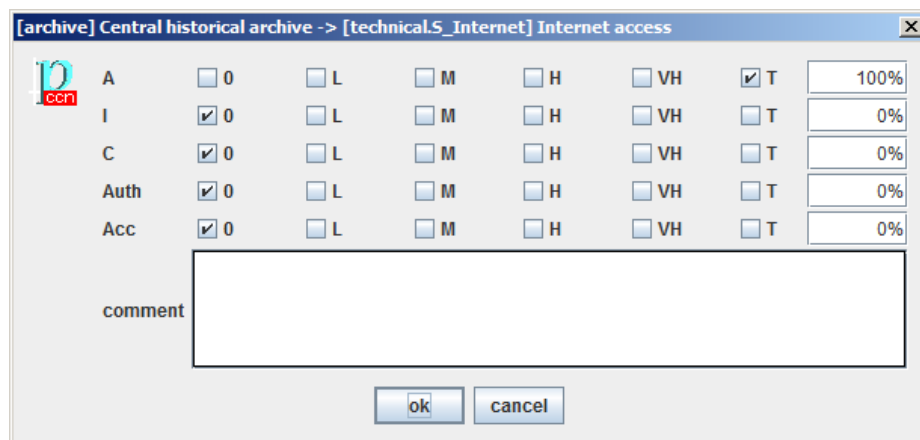 [archive] Central historical archive -> [technical.S_Internet] Internet access
p
ccn
A 0 L M H VH T 100%
I 0 L M H VH T 0%
C 0 L M H VH T 0%
Auth 0 L M H VH T 0%
Acc 0 L M H VH T 0%
comment
ok cancel